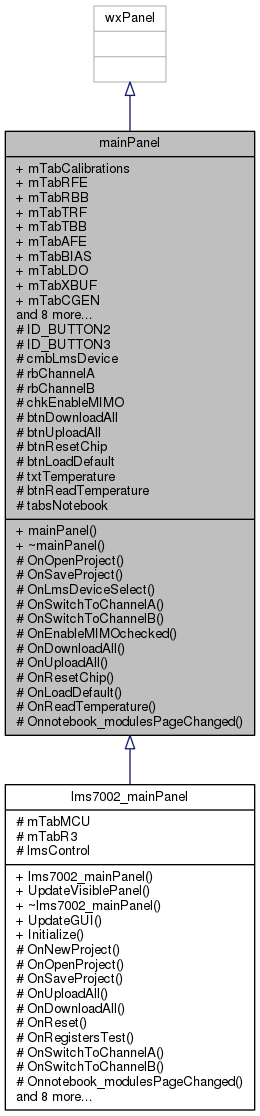 wxPanel
mainPanel
+ mTabCalibrations
+ mTabRFE
+ mTabRBB
+ mTabTRF
+ mTabTBB
+ mTabAFE
+ mTabBIAS
+ mTabLDO
+ mTabXBUF
+ mTabCGEN
and 8 more...
# ID_BUTTON2
# ID_BUTTON3
# cmbLmsDevice
# rbChannelA
# rbChannelB
# chkEnableMIMO
# btnDownloadAll
# btnUploadAll
# btnResetChip
# btnLoadDefault
# txtTemperature
# btnReadTemperature
# tabsNotebook
+ mainPanel()
+ ~mainPanel()
# OnOpenProject()
# OnSaveProject()
# OnLmsDeviceSelect()
# OnSwitchToChannelA()
# OnSwitchToChannelB()
# OnEnableMIMOchecked()
# OnDownloadAll()
# OnUploadAll()
# OnResetChip()
# OnLoadDefault()
# OnReadTemperature()
# Onnotebook_modulesPageChanged()
lms7002_mainPanel
# mTabMCU
# mTabR3
# lmsControl
+ lms7002_mainPanel()
+ UpdateVisiblePanel()
+ ~lms7002_mainPanel()
+ UpdateGUI()
+ Initialize()
# OnNewProject()
# OnOpenProject()
# OnSaveProject()
# OnUploadAll()
# OnDownloadAll()
# OnReset()
# OnRegistersTest()
# OnSwitchToChannelA()
# OnSwitchToChannelB()
# Onnotebook_modulesPageChanged()
and 8 more...